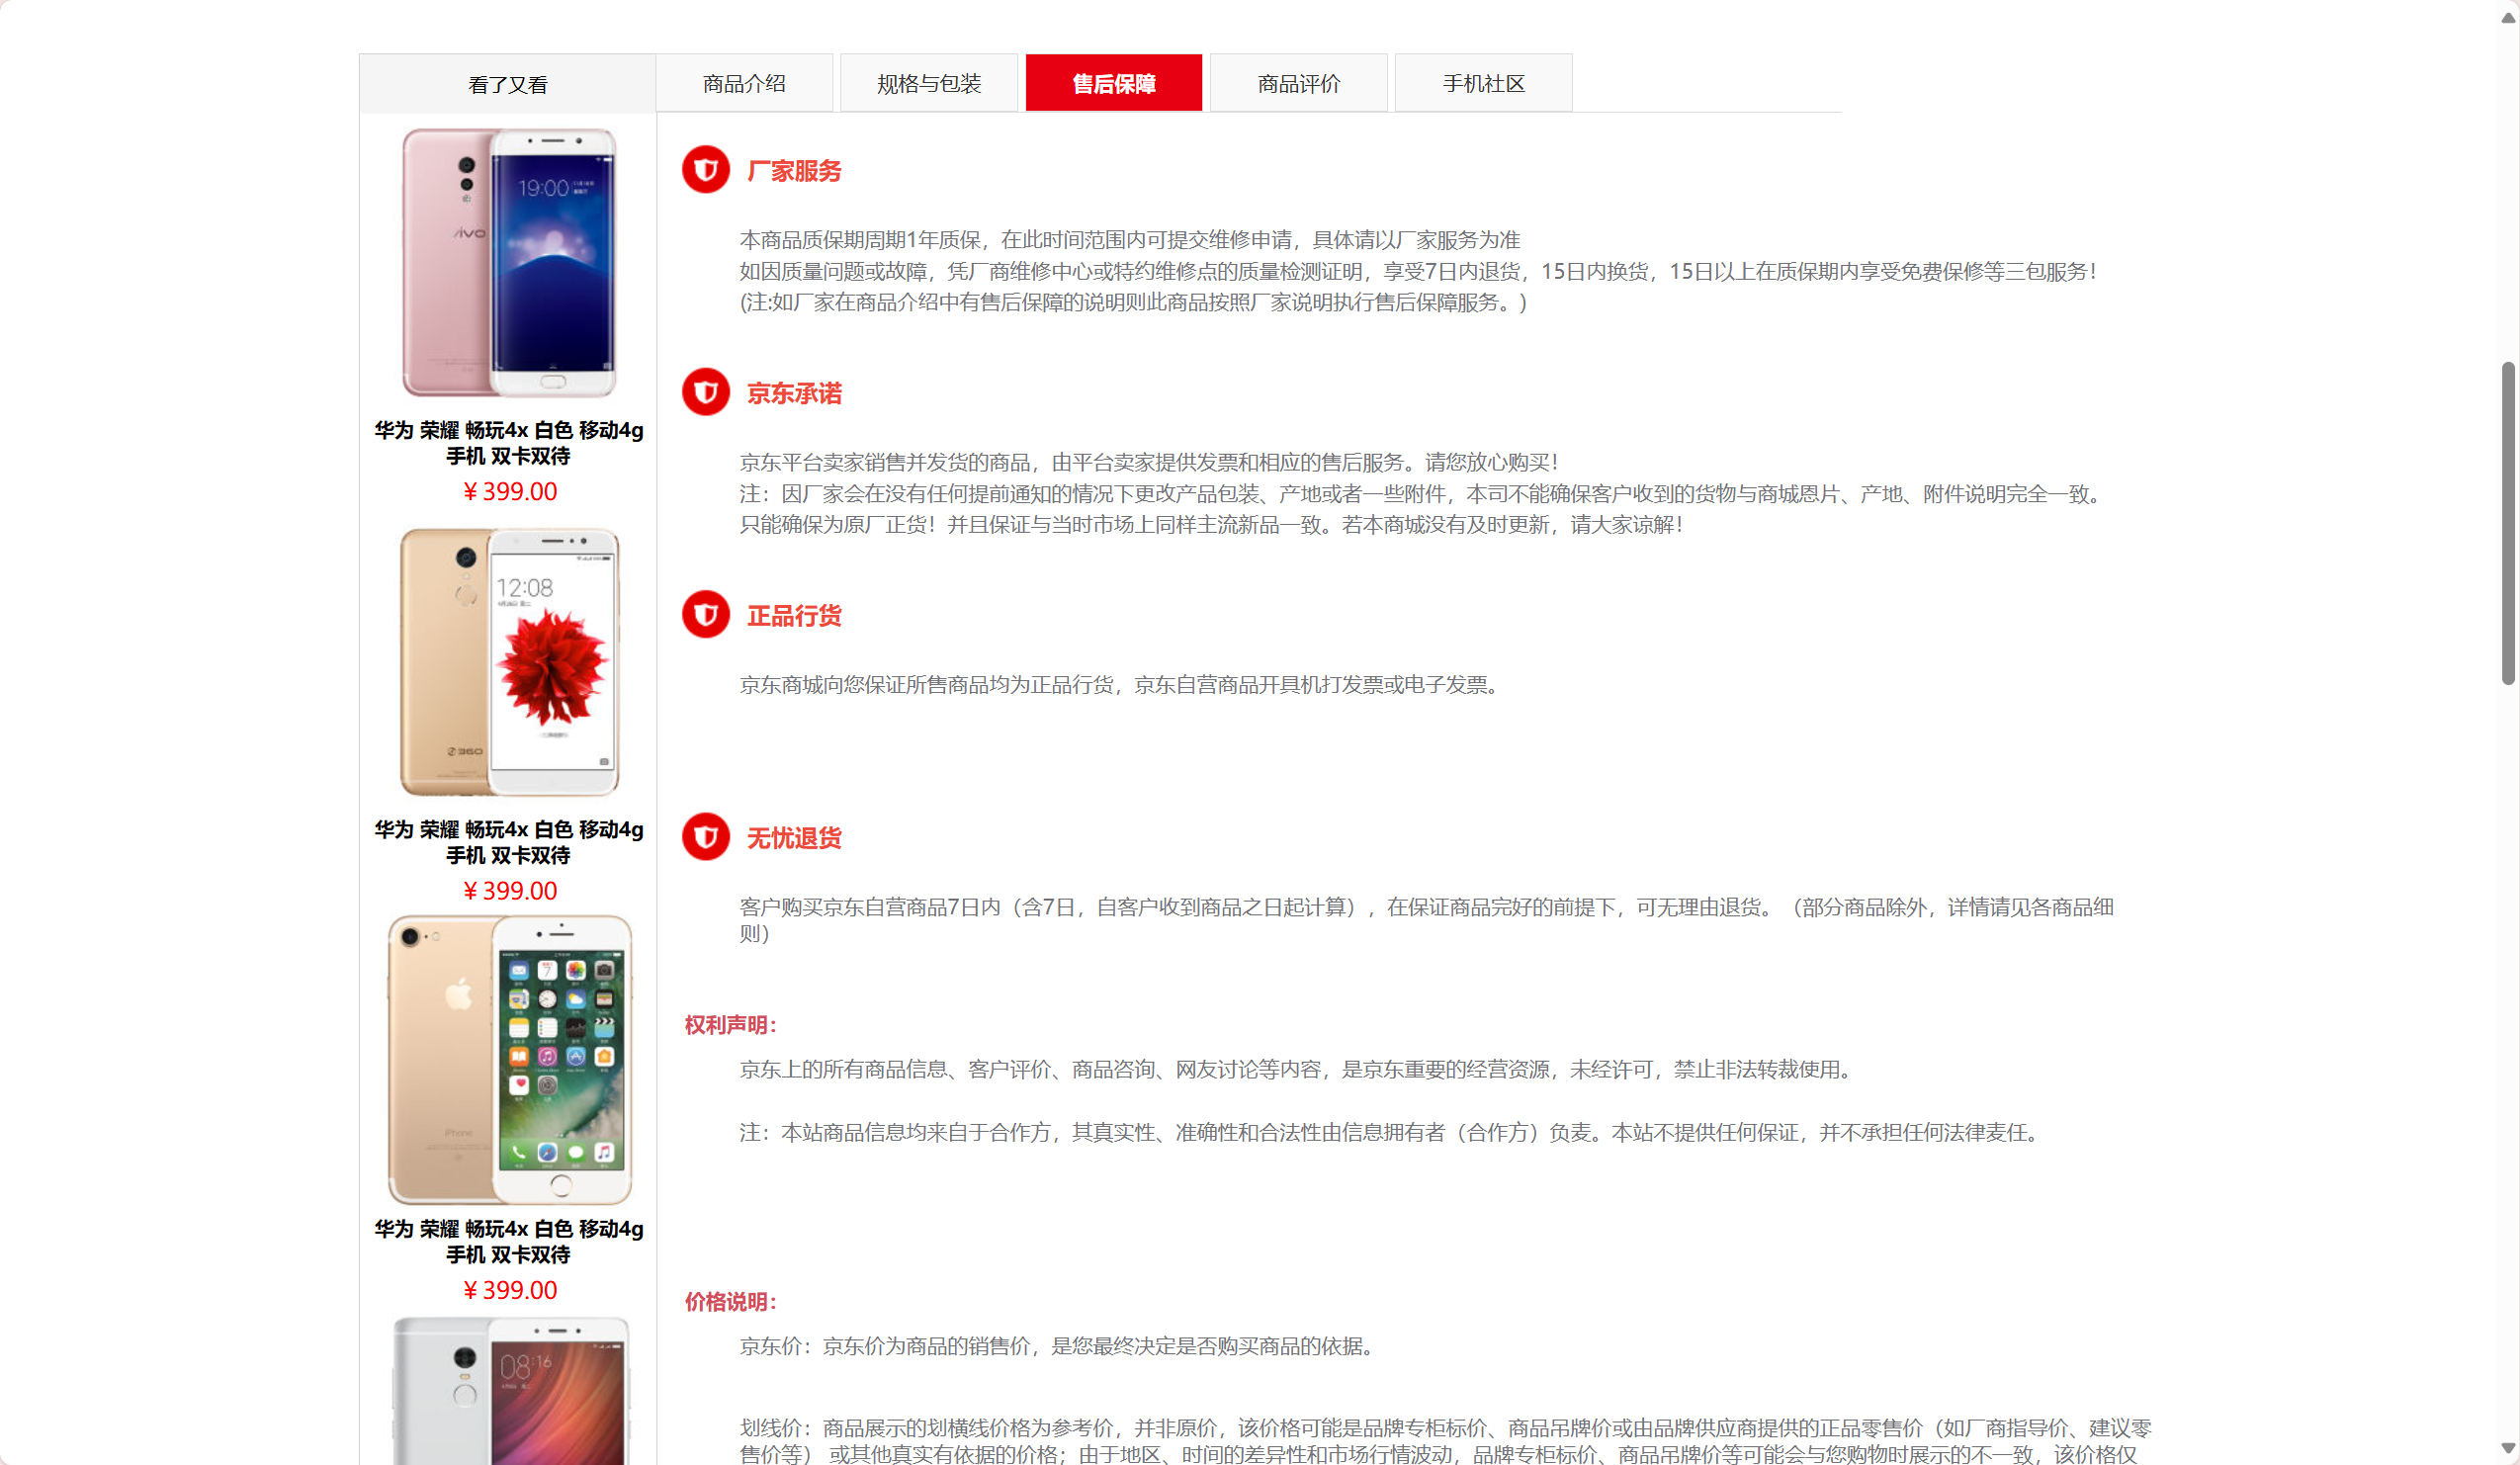 看了又看
商品介绍
规格与包装
售后保障
商品评价
手机社区
19:00
vivo
华为 荣耀 畅玩4x 白色 移动4g
手机 双卡双待
¥ 399.00
12:08
360
华为 荣耀 畅玩4x 白色 移动4g
手机 双卡双待
¥ 399.00
iPhone
华为 荣耀 畅玩4x 白色 移动4g
手机 双卡双待
¥ 399.00
08:16
厂家服务
本商品质保期周期1年质保，在此时间范围内可提交维修申请，具体请以厂家服务为准
如因质量问题或故障，凭厂商维修中心或特约维修点的质量检测证明，享受7日内退货，15日内换货，15日以上在质保期内享受免费保修等三包服务！
(注:如厂家在商品介绍中有售后保障的说明则此商品按照厂家说明执行售后保障服务。)
京东承诺
京东平台卖家销售并发货的商品，由平台卖家提供发票和相应的售后服务。请您放心购买！
注：因厂家会在没有任何提前通知的情况下更改产品包装、产地或者一些附件，本司不能确保客户收到的货物与商城恩片、产地、附件说明完全一致。
只能确保为原厂正货！并且保证与当时市场上同样主流新品一致。若本商城没有及时更新，请大家谅解！
正品行货
京东商城向您保证所售商品均为正品行货，京东自营商品开具机打发票或电子发票。
无忧退货
客户购买京东自营商品7日内（含7日，自客户收到商品之日起计算），在保证商品完好的前提下，可无理由退货。（部分商品除外，详情请见各商品细
则）
权利声明：
京东上的所有商品信息、客户评价、商品咨询、网友讨论等内容，是京东重要的经营资源，未经许可，禁止非法转裁使用。
注：本站商品信息均来自于合作方，其真实性、准确性和合法性由信息拥有者（合作方）负麦。本站不提供任何保证，并不承担任何法律麦任。
价格说明：
京东价：京东价为商品的销售价，是您最终决定是否购买商品的依据。
划线价：商品展示的划横线价格为参考价，并非原价，该价格可能是品牌专柜标价、商品吊牌价或由品牌供应商提供的正品零售价（如厂商指导价、建议零
售价等） 或其他真实有依据的价格；由于地区、时间的差异性和市场行情波动，品牌专柜标价、商品吊牌价等可能会与您购物时展示的不一致，该价格仅